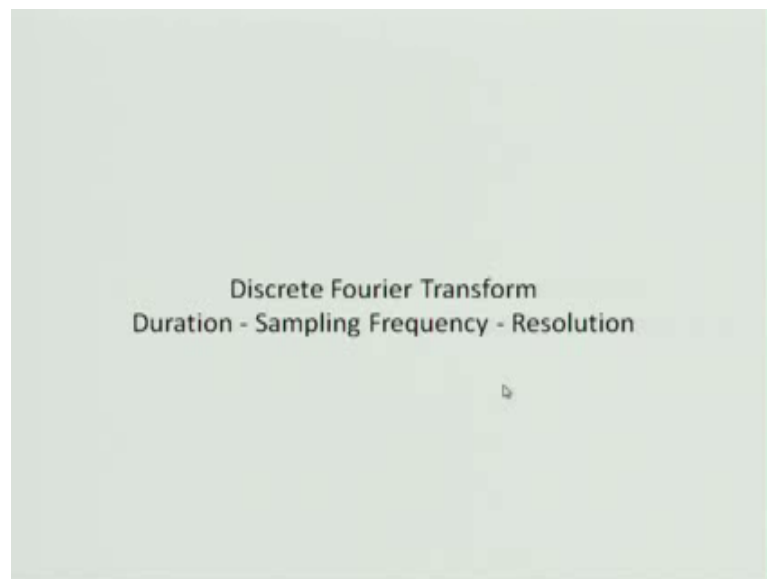 Discrete Fourier Transform
Duration - Sampling Frequency - Resolution